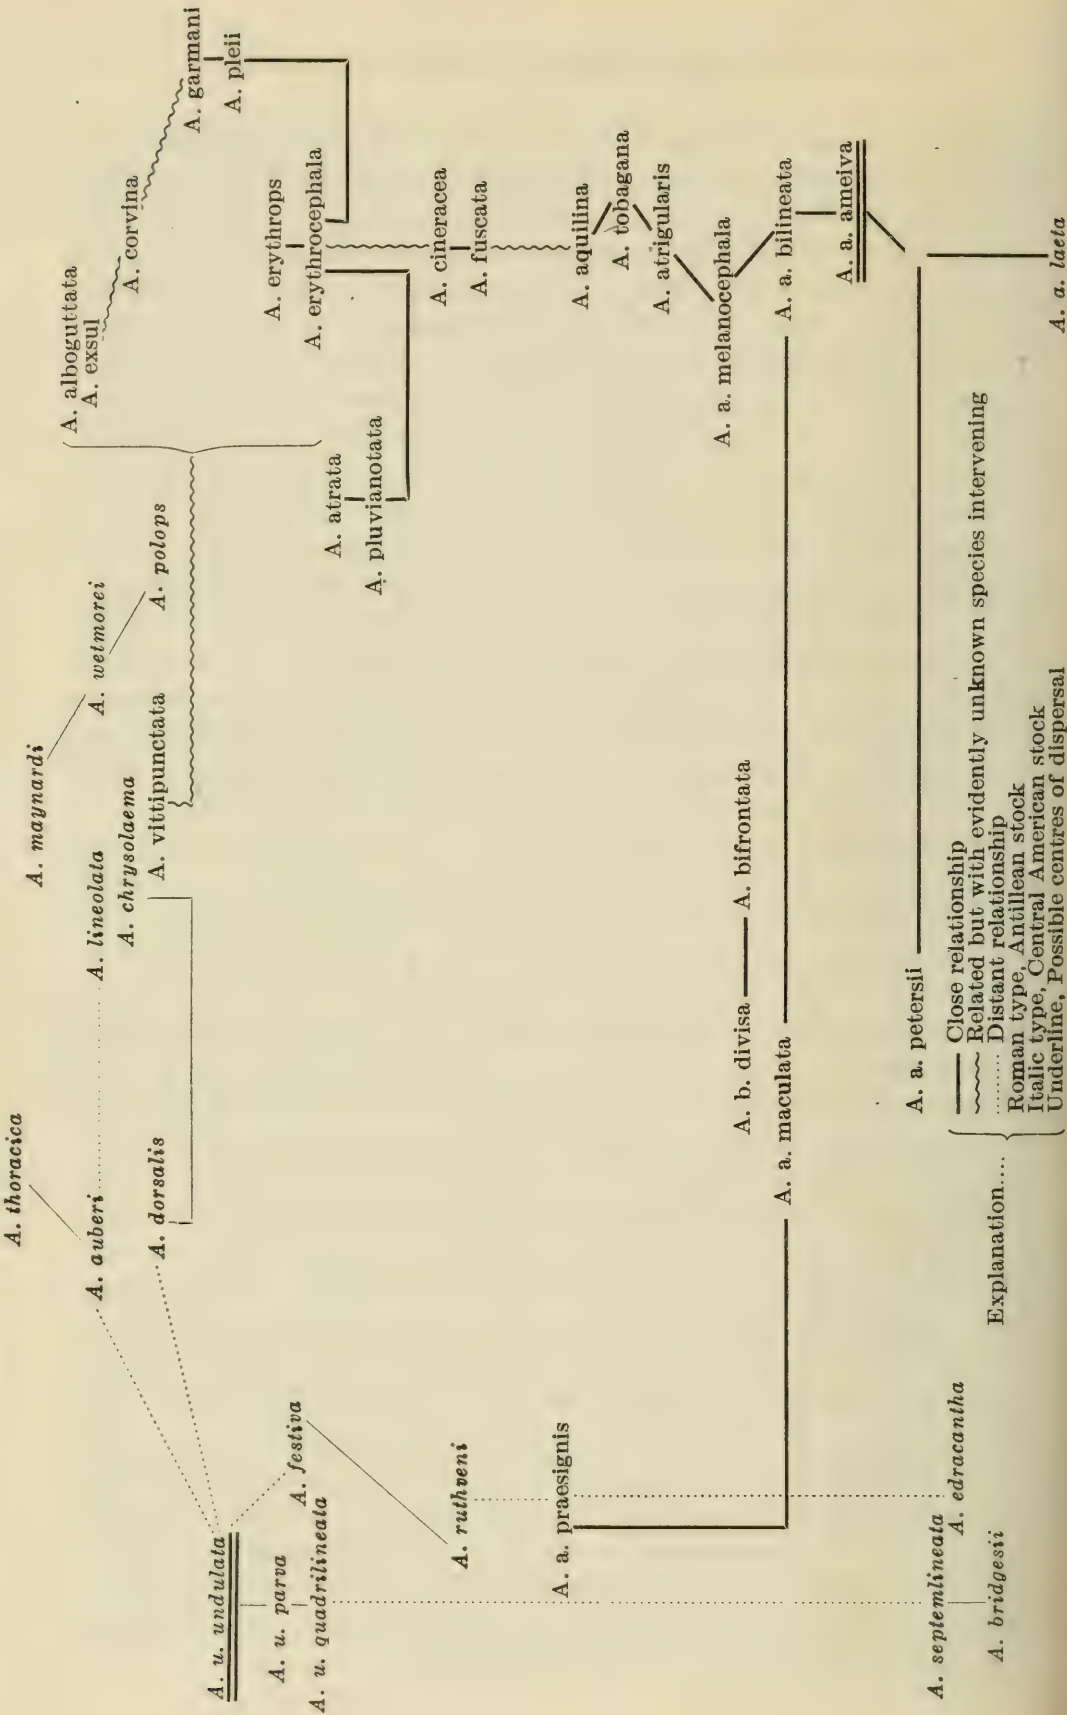 A. thoracica
A. maynardi
A. auberi
A. lineolata
A. wetmorei
A. alboguttata
A. exsul
A. chrysolaema
A. corvina
A. dorsalis
A. vittipunctata
A. polops
A. garmani
A. pleii
A. u. undulata
A. u. parva
A. festiva
A. u. quadrilineata
A. erythrops
A. erythrocephala
A. atrata
A. pluvianotata
A. cineracea
A. fuscata
A. ruthveni
A. a. praesignis
A. aquilina
A. tobagana
A. atrigularis
A. a. melanocephala
A. b. divisa
A. bifrontata
A. a. maculata
A. a. bilineata
A. a. ameiva
A. a. petersii
A. septemlineata
A. edracantha
A. bridgesii
A. a. laeta
Explanation....
Close relationship
Related but with evidently unknown species intervening
Distant relationship
Roman type, Antillean stock
Italic type, Central American stock
Underline, Possible centres of dispersal